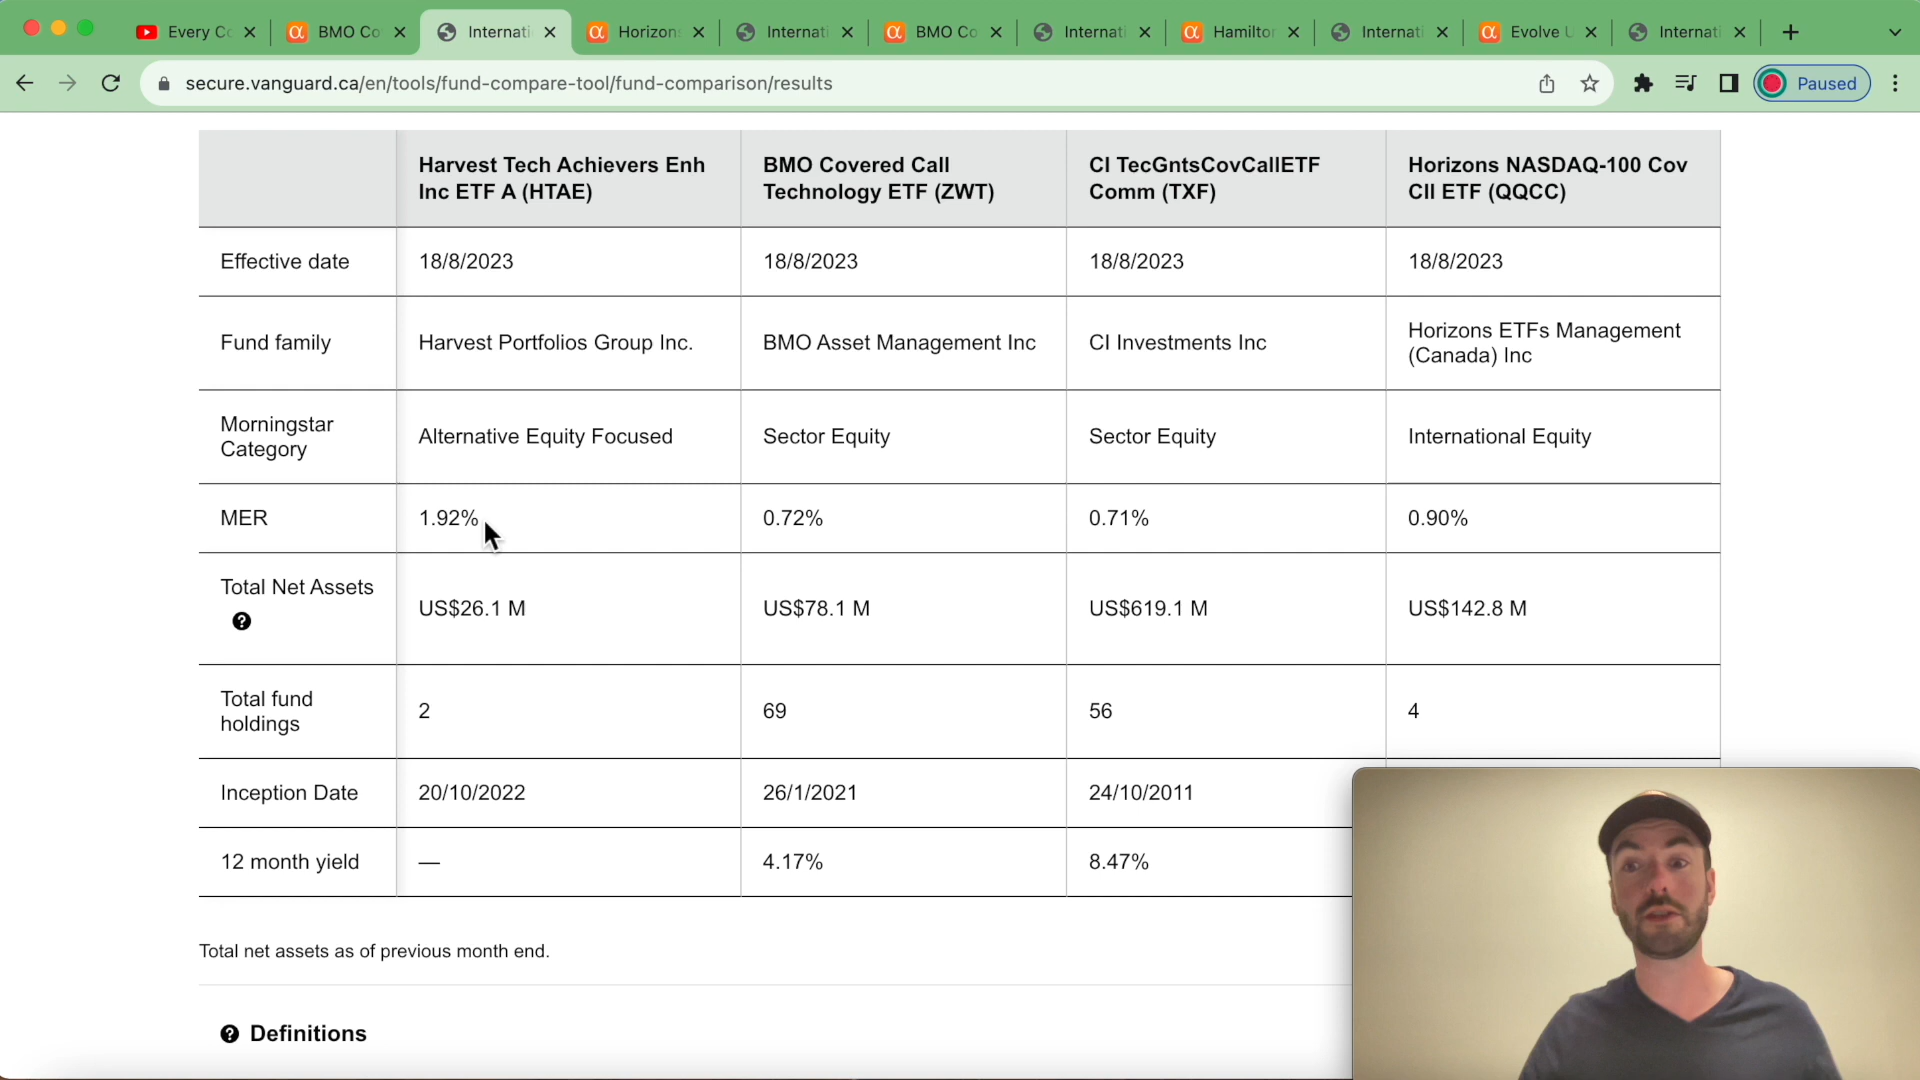 Every C
BMO Co
Internati
Horizon
Internati
BMO Co
Internati
Hamilton
Internati
Evolve U
Internati
secure.vanguard.ca/en/tools/fund-compare-tool/fund-comparison/results
Paused
Harvest Tech Achievers Enh
Inc ETF A (HTAE)
BMO Covered Call
Technology ETF (ZWT)
CI TecGntsCovCallETF
Comm (TXF)
Horizons NASDAQ-100 Cov
Cll ETF (QQCC)
Effective date
18/8/2023
18/8/2023
18/8/2023
18/8/2023
Fund family
Harvest Portfolios Group Inc.
BMO Asset Management Inc
CI Investments Inc
Horizons ETFs Management
(Canada) Inc
Morningstar
Category
Alternative Equity Focused
Sector Equity
Sector Equity
International Equity
MER
1.92%
0.72%
0.71%
0.90%
Total Net Assets
?
US$26.1 M
US$78.1 M
US$619.1 M
US$142.8 M
Total fund
holdings
2
69
56
4
Inception Date
20/10/2022
26/1/2021
24/10/2011
12 month yield
—
4.17%
8.47%
Total net assets as of previous month end.
? Definitions